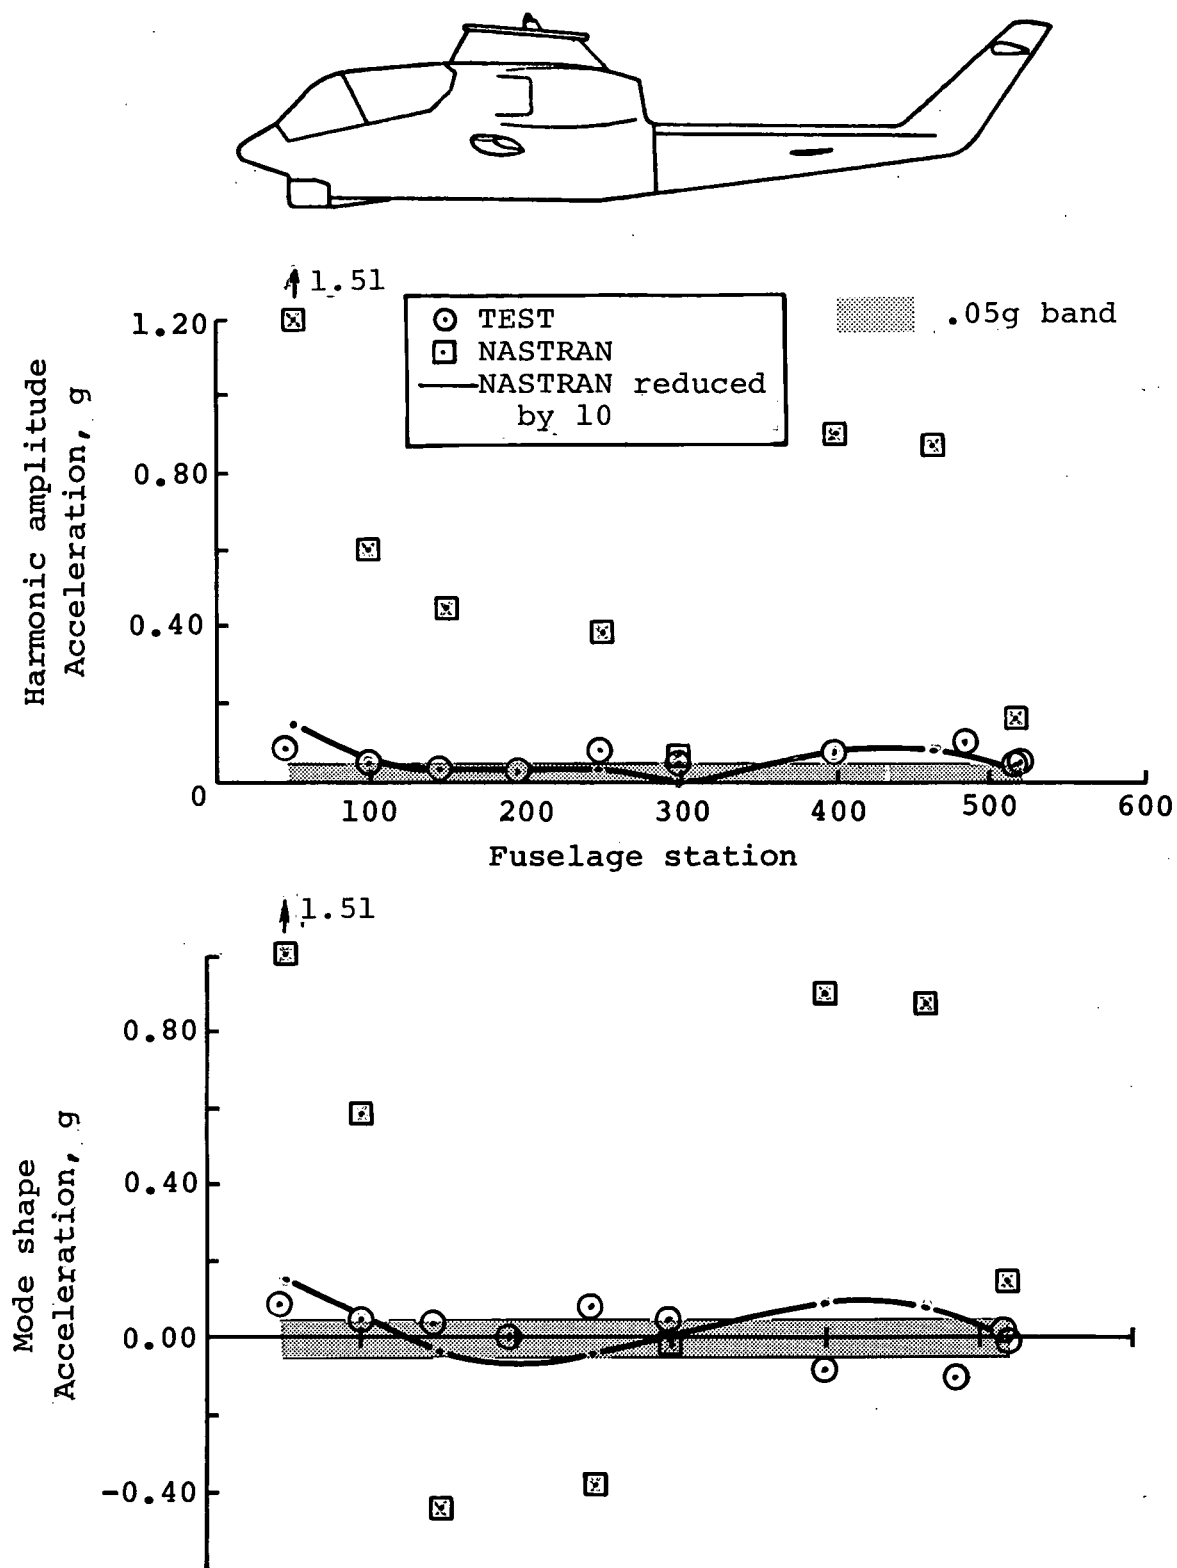 1.51
1.20
0.80
0.40
0
Harmonic amplitude
Acceleration, g
TEST
NASTRAN
NASTRAN reduced
by 10
.05g band
100 200 300 400 500 600
Fuselage station
1.51
0.80
0.40
0.00
-0.40
Mode shape
Acceleration, g